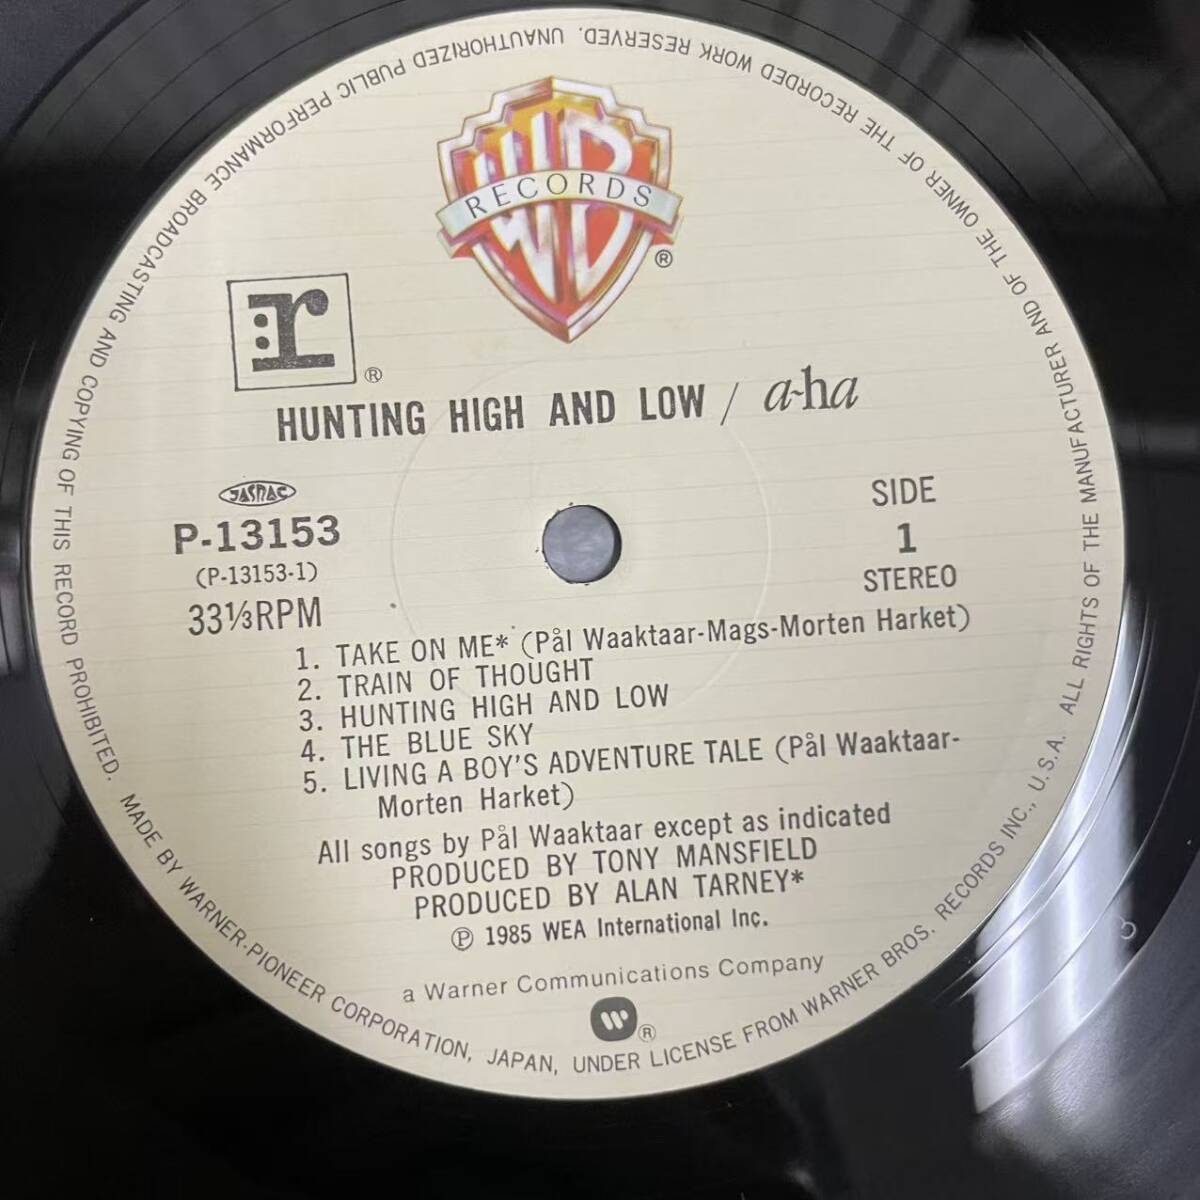 WB
RECORDS
®
r
®
HUNTING HIGH AND LOW / a-ha
JASRAC
P-13153
(P-13153-1)
33⅓RPM
SIDE
1
STEREO
1. TAKE ON ME* (Pål Waaktaar-Mags-Morten Harket)
2. TRAIN OF THOUGHT
3. HUNTING HIGH AND LOW
4. THE BLUE SKY
5. LIVING A BOY'S ADVENTURE TALE (Pål Waaktaar-
Morten Harket)
All songs by Pål Waaktaar except as indicated
PRODUCED BY TONY MANSFIELD
PRODUCED BY ALAN TARNEY*
℗ 1985 WEA International Inc.
a Warner Communications Company
W
®
MADE BY WARNER-PIONEER CORPORATION, JAPAN, UNDER LICENSE FROM WARNER BROS. RECORDS INC., U.S.A. ALL RIGHTS OF THE MANUFACTURER AND OF THE OWNER OF THE RECORDED WORK RESERVED. UNAUTHORIZED PUBLIC PERFORMANCE BROADCASTING AND COPYING OF THIS RECORD PROHIBITED.